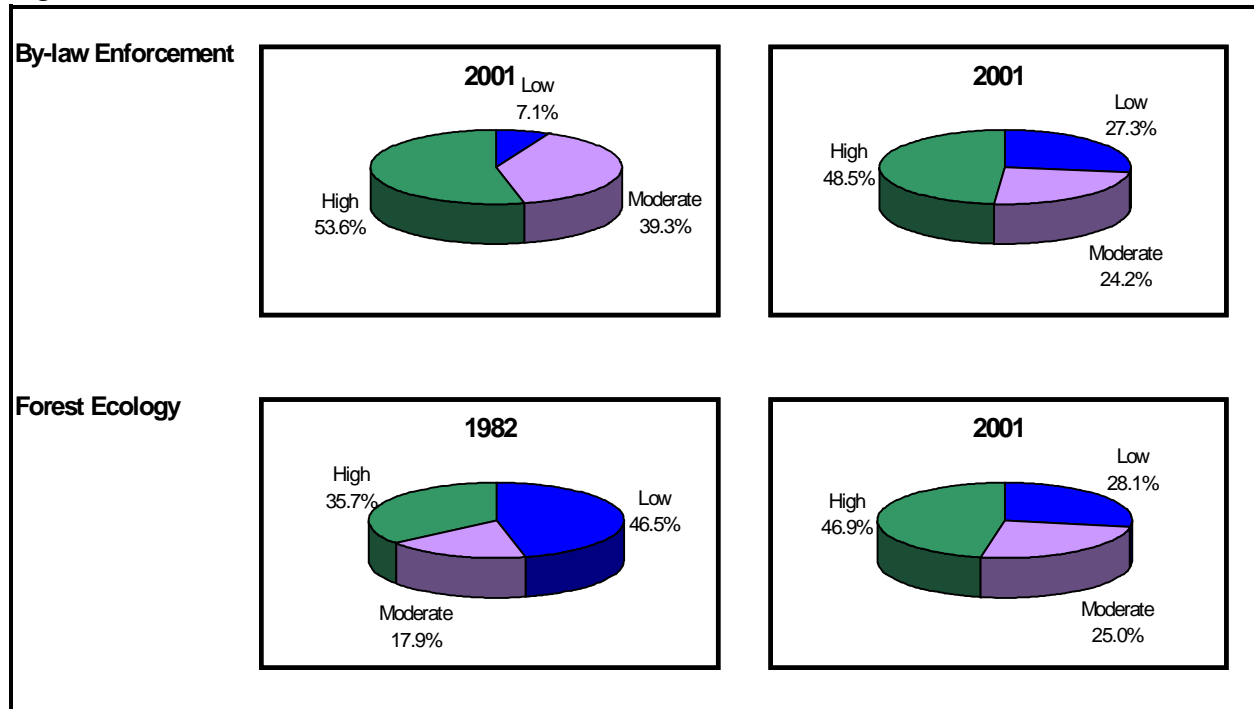 By-law Enforcement
2001
Low
7.1%
High
53.6%
Moderate
39.3%
2001
Low
27.3%
High
48.5%
Moderate
24.2%
Forest Ecology
1982
High
35.7%
Low
46.5%
Moderate
17.9%
2001
Low
28.1%
High
46.9%
Moderate
25.0%